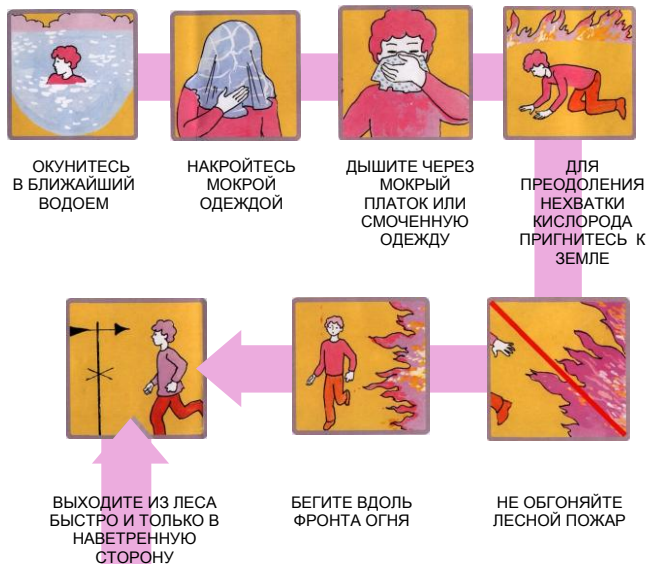 ОКУНИТЕСЬ
В БЛИЖАЙШИЙ
ВОДОЕМ
НАКРОЙТЕСЬ
МОКРОЙ
ОДЕЖДОЙ
ДЫШИТЕ ЧЕРЕЗ
МОКРЫЙ
ПЛАТОК ИЛИ
СМОЧЕННУЮ
ОДЕЖДУ
ДЛЯ
ПРЕОДОЛЕНИЯ
НЕХВАТКИ
КИСЛОРОДА
ПРИГНИТЕСЬ К
ЗЕМЛЕ
ВЫХОДИТЕ ИЗ ЛЕСА
БЫСТРО И ТОЛЬКО В
НАВЕТРЕННУЮ
СТОРОНУ
БЕГИТЕ ВДОЛЬ
ФРОНТА ОГНЯ
НЕ ОБГОНЯЙТЕ
ЛЕСНОЙ ПОЖАР